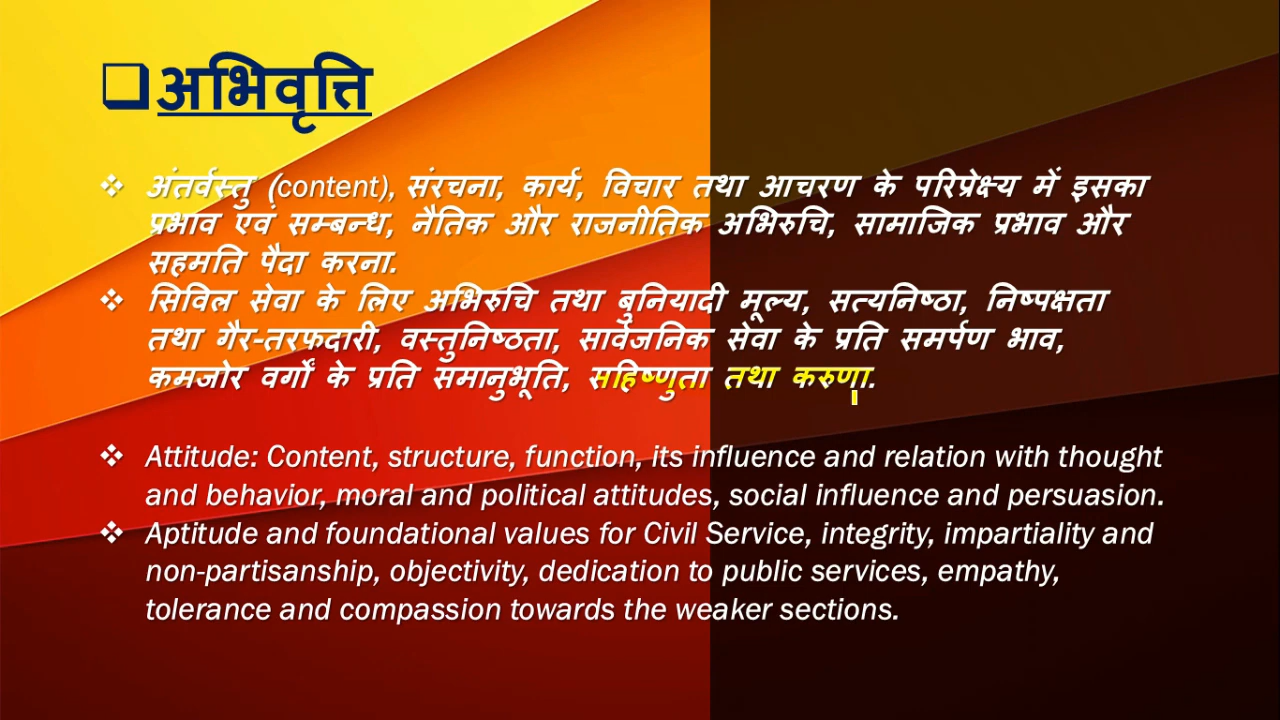 अभिवृत्ति
अंतर्वस्तु (content), संरचना, कार्य, विचार तथा आचरण के परिप्रेक्ष्य में इसका
प्रभाव एवं सम्बन्ध, नैतिक और राजनीतिक अभिरुचि, सामाजिक प्रभाव और
सहमति पैदा करना.
सिविल सेवा के लिए अभिरुचि तथा बुनियादी मूल्य, सत्यनिष्ठा, निष्पक्षता
तथा गैर-तरफदारी, वस्तुनिष्ठता, सार्वजनिक सेवा के प्रति समर्पण भाव,
कमजोर वर्गों के प्रति समानुभूति, सहिष्णुता तथा करुणा.
Attitude: Content, structure, function, its influence and relation with thought
and behavior, moral and political attitudes, social influence and persuasion.
Aptitude and foundational values for Civil Service, integrity, impartiality and
non-partisanship, objectivity, dedication to public services, empathy,
tolerance and compassion towards the weaker sections.